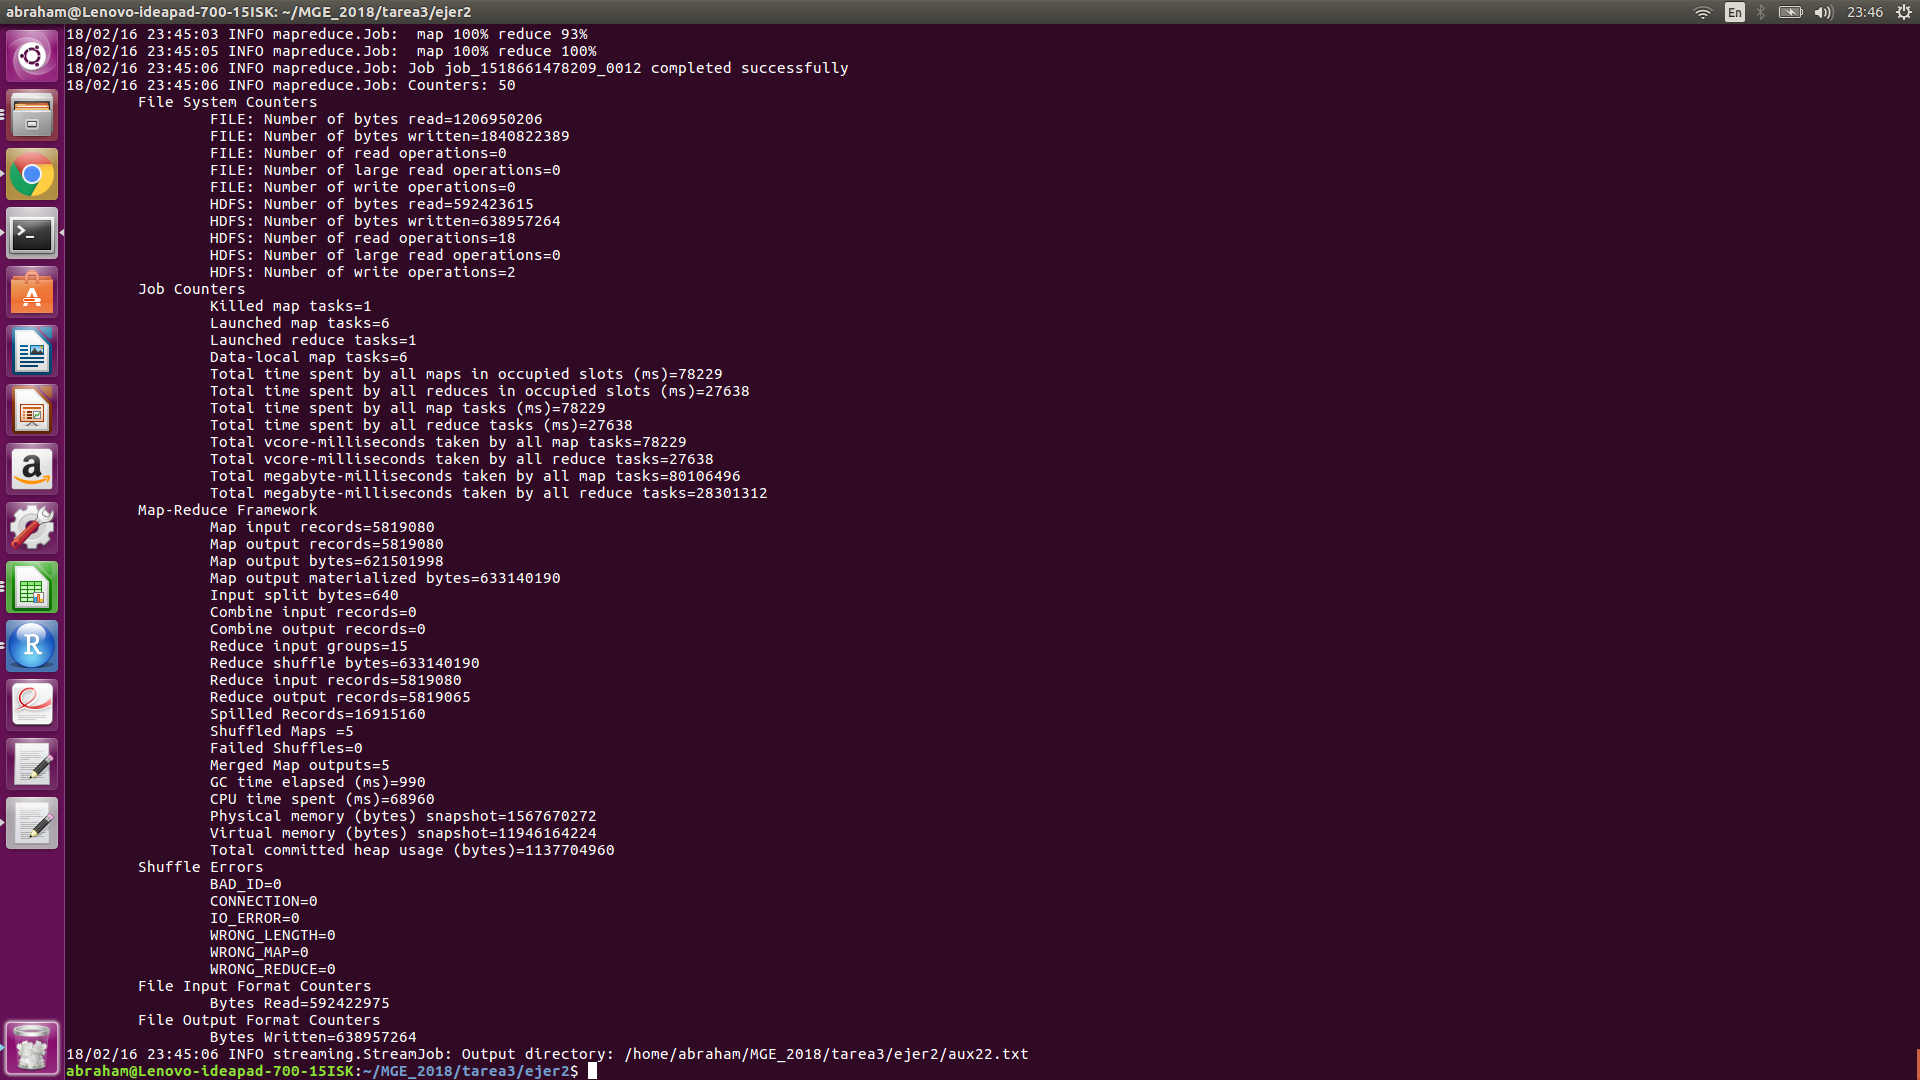 abraham@Lenovo-ideapad-700-15ISK: ~/MGE_2018/tarea3/ejer2
En
23:46
18/02/16 23:45:03 INFO mapreduce.Job:  map 100% reduce 93%
18/02/16 23:45:05 INFO mapreduce.Job:  map 100% reduce 100%
18/02/16 23:45:06 INFO mapreduce.Job: Job job_1518661478209_0012 completed successfully
18/02/16 23:45:06 INFO mapreduce.Job: Counters: 50
File System Counters
FILE: Number of bytes read=1206950206
FILE: Number of bytes written=1840822389
FILE: Number of read operations=0
FILE: Number of large read operations=0
FILE: Number of write operations=0
HDFS: Number of bytes read=592423615
HDFS: Number of bytes written=638957264
HDFS: Number of read operations=18
HDFS: Number of large read operations=0
HDFS: Number of write operations=2
Job Counters
Killed map tasks=1
Launched map tasks=6
Launched reduce tasks=1
Data-local map tasks=6
Total time spent by all maps in occupied slots (ms)=78229
Total time spent by all reduces in occupied slots (ms)=27638
Total time spent by all map tasks (ms)=78229
Total time spent by all reduce tasks (ms)=27638
Total vcore-milliseconds taken by all map tasks=78229
Total vcore-milliseconds taken by all reduce tasks=27638
Total megabyte-milliseconds taken by all map tasks=80106496
Total megabyte-milliseconds taken by all reduce tasks=28301312
Map-Reduce Framework
Map input records=5819080
Map output records=5819080
Map output bytes=621501998
Map output materialized bytes=633140190
Input split bytes=640
Combine input records=0
Combine output records=0
Reduce input groups=15
Reduce shuffle bytes=633140190
Reduce input records=5819080
Reduce output records=5819065
Spilled Records=16915160
Shuffled Maps =5
Failed Shuffles=0
Merged Map outputs=5
GC time elapsed (ms)=990
CPU time spent (ms)=68960
Physical memory (bytes) snapshot=1567670272
Virtual memory (bytes) snapshot=11946164224
Total committed heap usage (bytes)=1137704960
Shuffle Errors
BAD_ID=0
CONNECTION=0
IO_ERROR=0
WRONG_LENGTH=0
WRONG_MAP=0
WRONG_REDUCE=0
File Input Format Counters
Bytes Read=592422975
File Output Format Counters
Bytes Written=638957264
18/02/16 23:45:06 INFO streaming.StreamJob: Output directory: /home/abraham/MGE_2018/tarea3/ejer2/aux22.txt
abraham@Lenovo-ideapad-700-15ISK:~/MGE_2018/tarea3/ejer2$